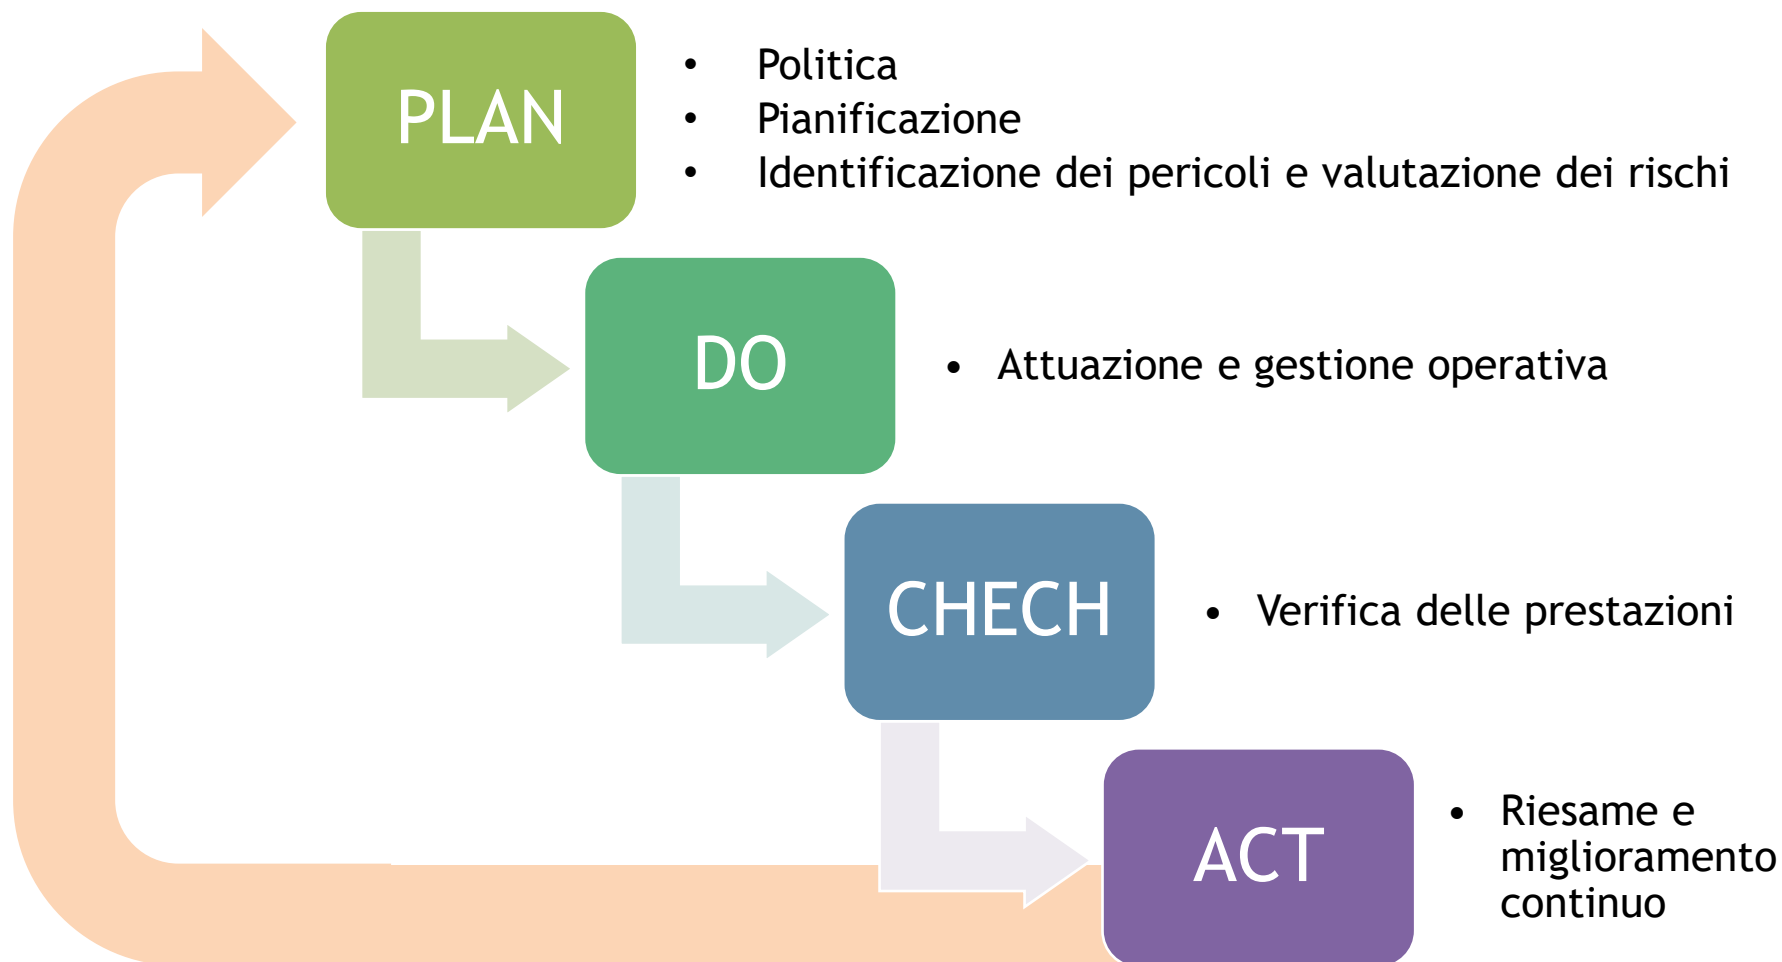 PLAN
• Politica
• Pianificazione
• Identificazione dei pericoli e valutazione dei rischi
DO
• Attuazione e gestione operativa
CHECH
• Verifica delle prestazioni
ACT
• Riesame e
miglioramento
continuo